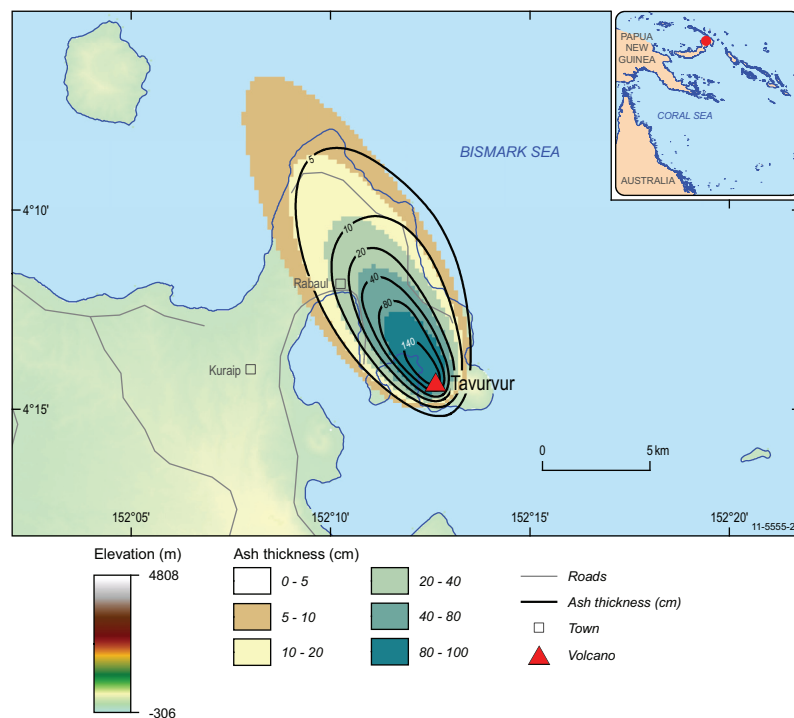 PAPUA
NEW
GUINEA
CORAL SEA
AUSTRALIA
BISMARK SEA
5
4°10'
10
20
Rabaul
40
80
140
Kuraip
Tavurvur
4°15'
0 5 km
152°05' 152°10' 152°15' 152°20'
11-5555-2
Elevation (m)
4808
-306
Ash thickness (cm)
0 - 5
5 - 10
10 - 20
20 - 40
40 - 80
80 - 100
Roads
Ash thickness (cm)
Town
Volcano